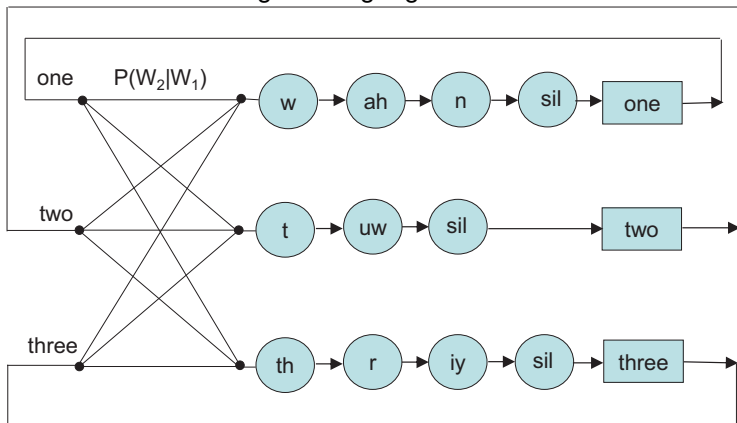 one P(W₂|W₁) w ah n sil one
two t uw sil two
three th r iy sil three